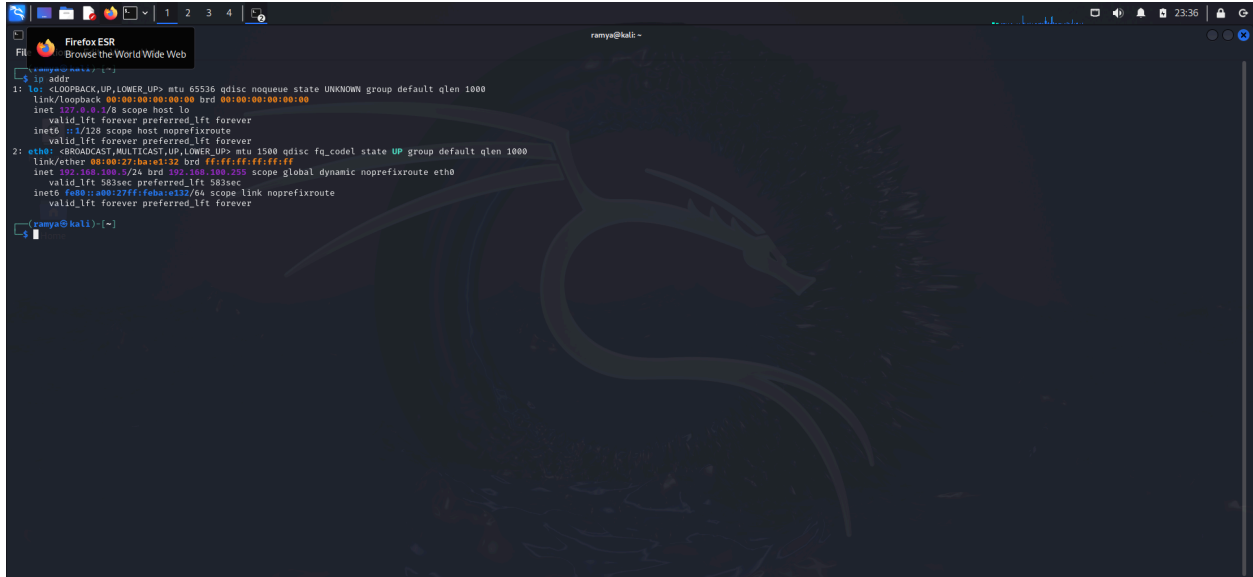 1 2 3 4 2 23:36
ramya@kali: ~
Firefox ESR
Browse the World Wide Web
File
(ramya㉿kali)-[~]
$ ip addr
1: lo: <LOOPBACK,UP,LOWER_UP> mtu 65536 qdisc noqueue state UNKNOWN group default qlen 1000
link/loopback 00:00:00:00:00:00 brd 00:00:00:00:00:00
inet 127.0.0.1/8 scope host lo
valid_lft forever preferred_lft forever
inet6 ::1/128 scope host noprefixroute
valid_lft forever preferred_lft forever
2: eth0: <BROADCAST,MULTICAST,UP,LOWER_UP> mtu 1500 qdisc fq_codel state UP group default qlen 1000
link/ether 08:00:27:ba:e1:32 brd ff:ff:ff:ff:ff:ff
inet 192.168.100.5/24 brd 192.168.100.255 scope global dynamic noprefixroute eth0
valid_lft 583sec preferred_lft 583sec
inet6 fe80::a00:27ff:feba:e132/64 scope link noprefixroute
valid_lft forever preferred_lft forever
(ramya㉿kali)-[~]
$